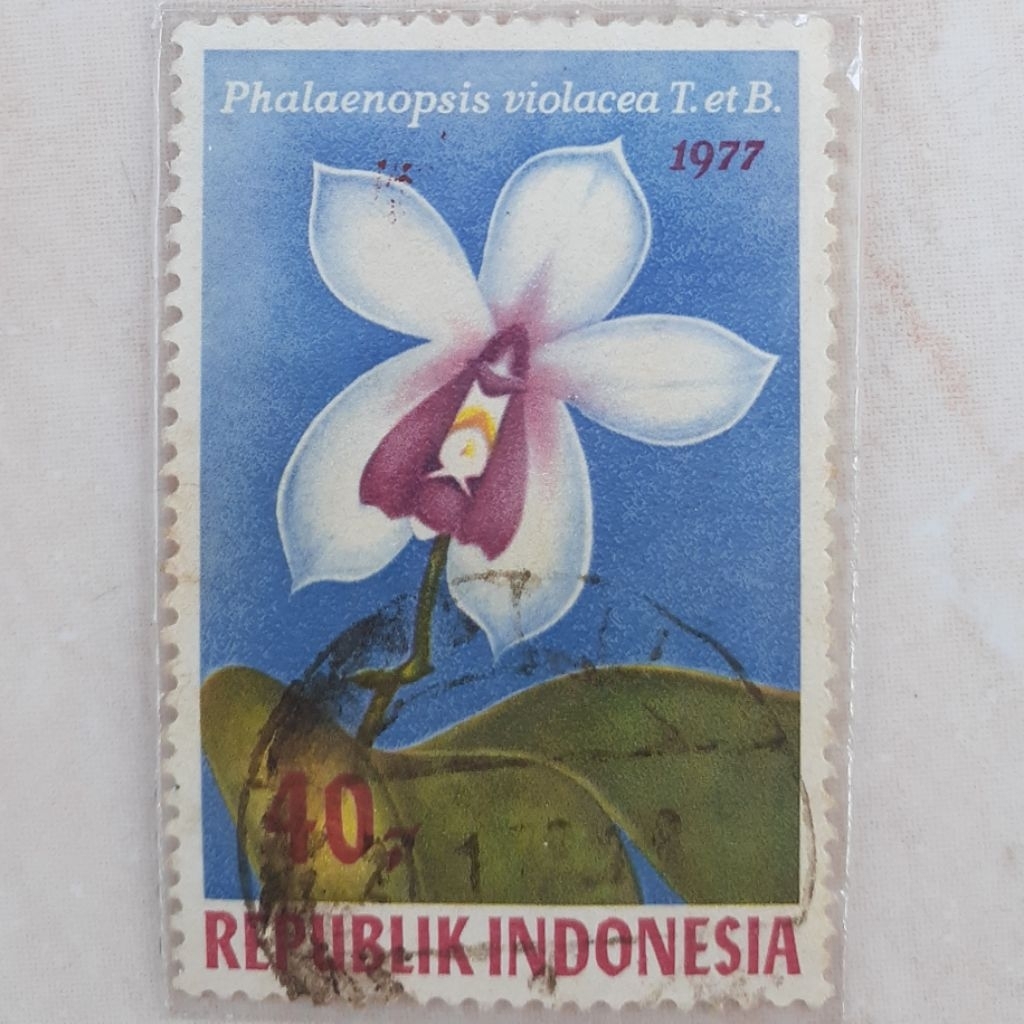 Phalaenopsis violacea T. et B.
1977
40,-
REPUBLIK INDONESIA